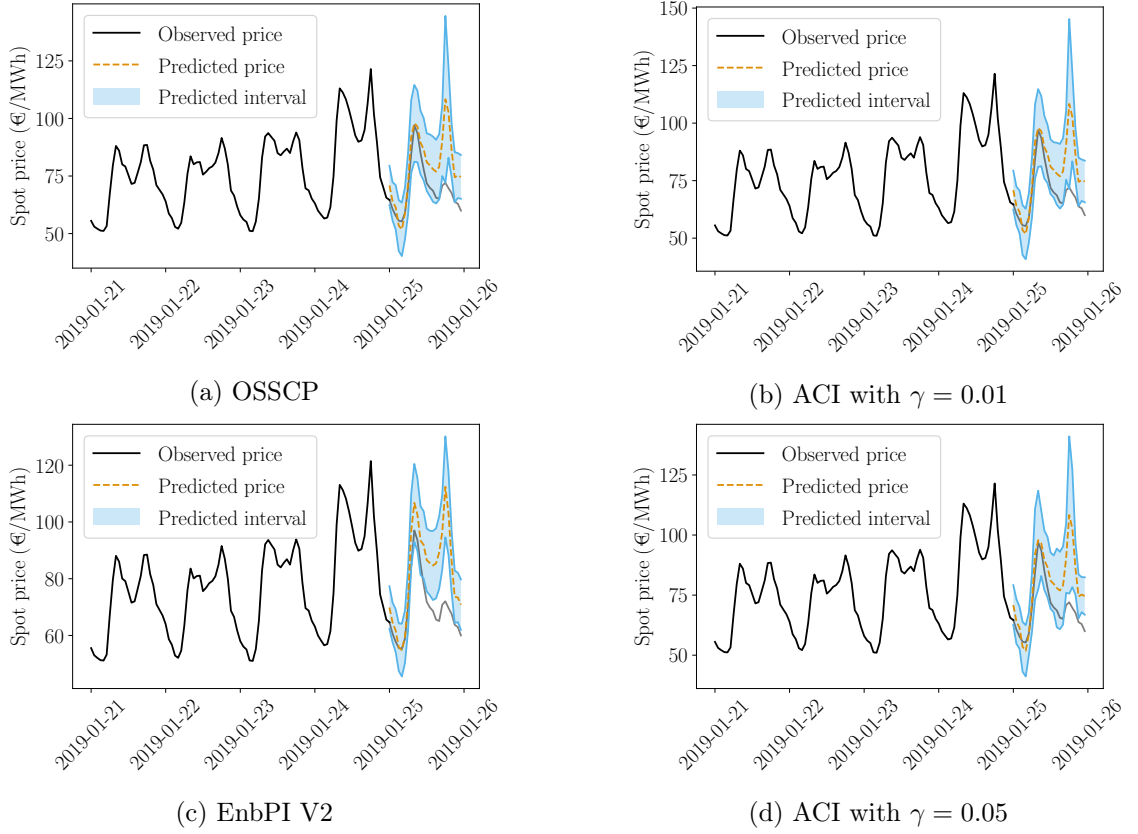 Spot price (€/MWh)
125
100
75
50
Observed price
Predicted price
Predicted interval
2019-01-21
2019-01-22
2019-01-23
2019-01-24
2019-01-25
2019-01-26
(a) OSSCP
Spot price (€/MWh)
150
125
100
75
50
Observed price
Predicted price
Predicted interval
2019-01-21
2019-01-22
2019-01-23
2019-01-24
2019-01-25
2019-01-26
(b) ACI with γ = 0.01
Spot price (€/MWh)
120
100
80
60
Observed price
Predicted price
Predicted interval
2019-01-21
2019-01-22
2019-01-23
2019-01-24
2019-01-25
2019-01-26
(c) EnbPI V2
Spot price (€/MWh)
125
100
75
50
Observed price
Predicted price
Predicted interval
2019-01-21
2019-01-22
2019-01-23
2019-01-24
2019-01-25
2019-01-26
(d) ACI with γ = 0.05